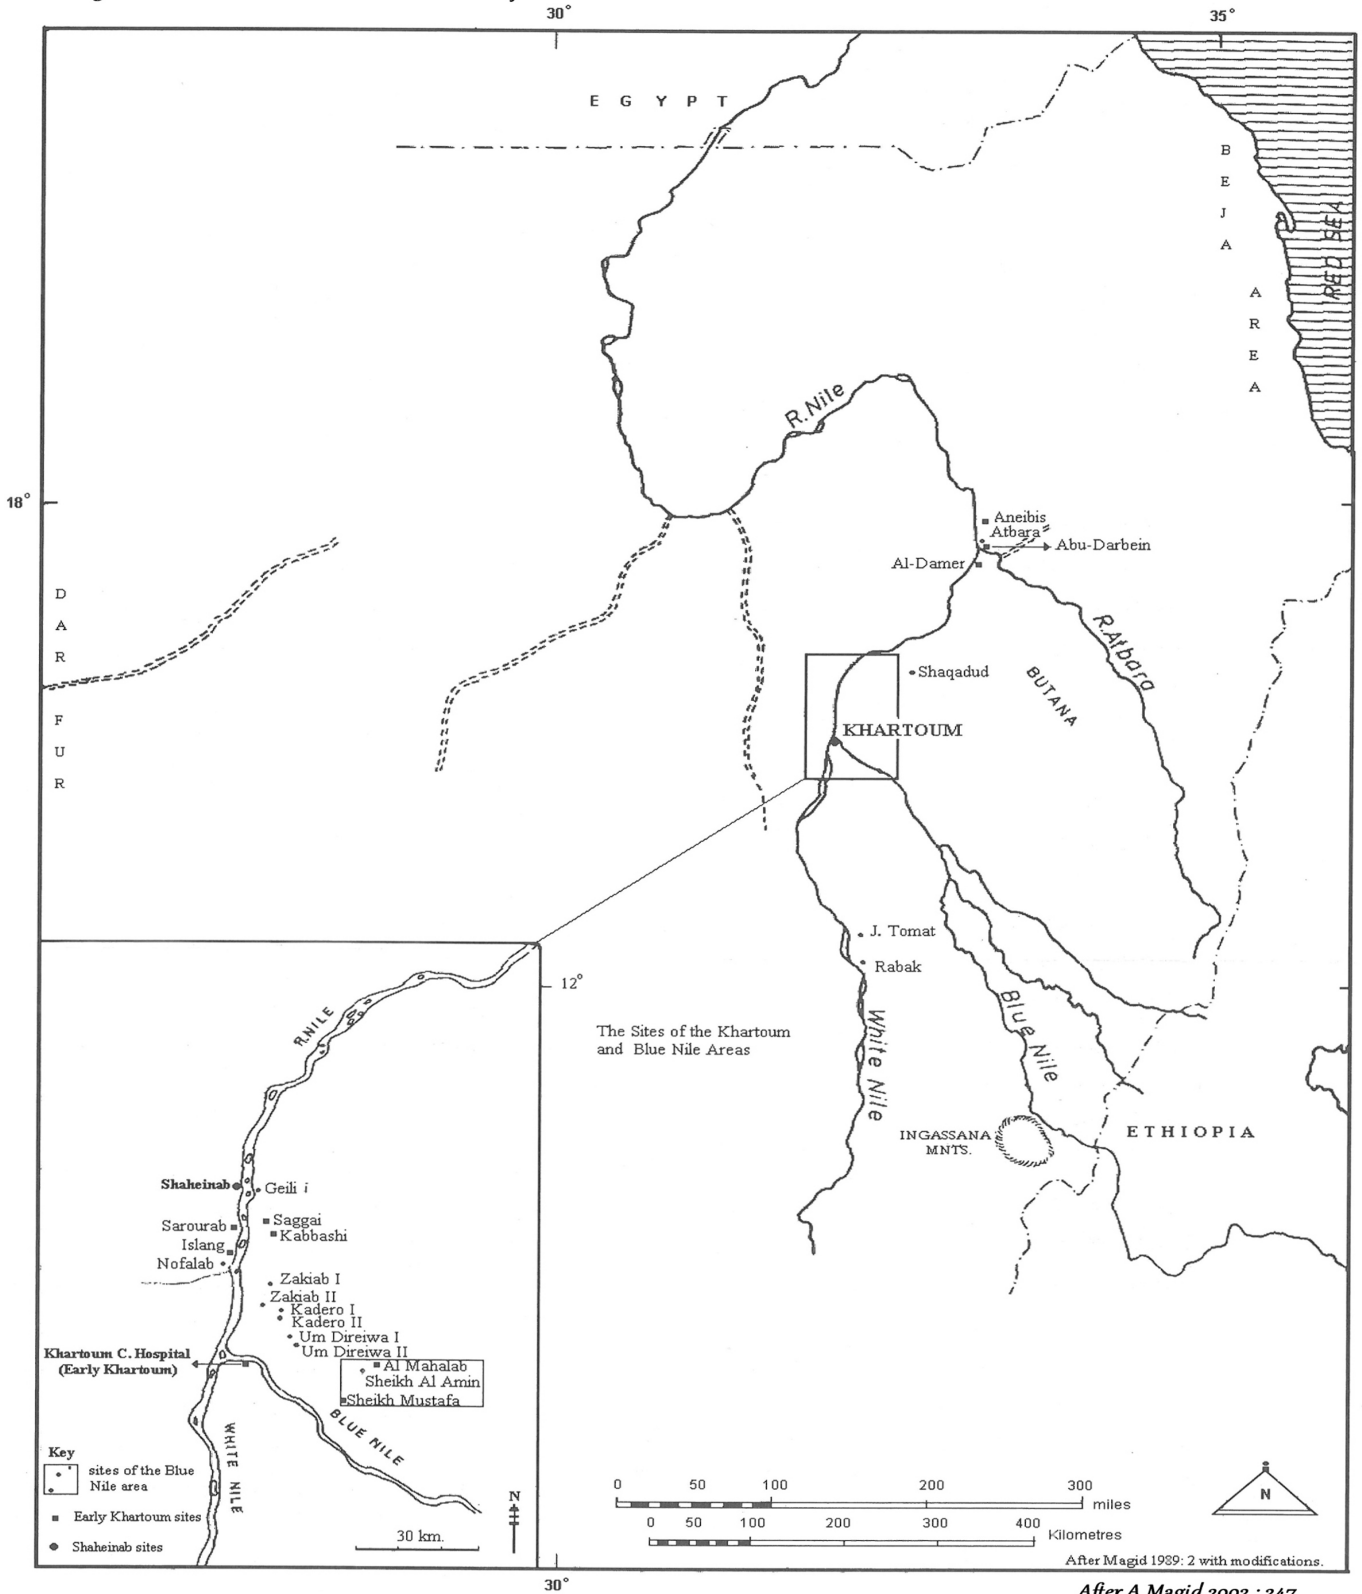 30°
35°
E G Y P T
B E J A
A R E A
RED SEA
R.Nile
18°
Aneibis
Atbara
Abu-Darbein
Al-Damer
D A R
F U R
R.Atbara
Shaqadud
BUTANA
KHARTOUM
J. Tomat
Rabak
12°
The Sites of the Khartoum
and Blue Nile Areas
White Nile
Blue Nile
INGASSANA
MNTS.
ETHIOPIA
R.NILE
Shaheinab
Geili i
Saggai
Sarourab
Kabbashi
Islang
Nofalab
Zakiab I
Zakiab II
Kadero I
Kadero II
Um Direiwa I
Um Direiwa II
Khartoum C. Hospital
(Early Khartoum)
Al Mahalab
Sheikh Al Amin
Sheikh Mustafa
BLUE NILE
WHITE NILE
Key
sites of the Blue
Nile area
Early Khartoum sites
Shaheinab sites
N
30 km.
0 50 100 200 300
miles
0 50 100 200 300 400
Kilometres
N
After Magid 1989: 2 with modifications.
30°
After A Magid 2003 : 247